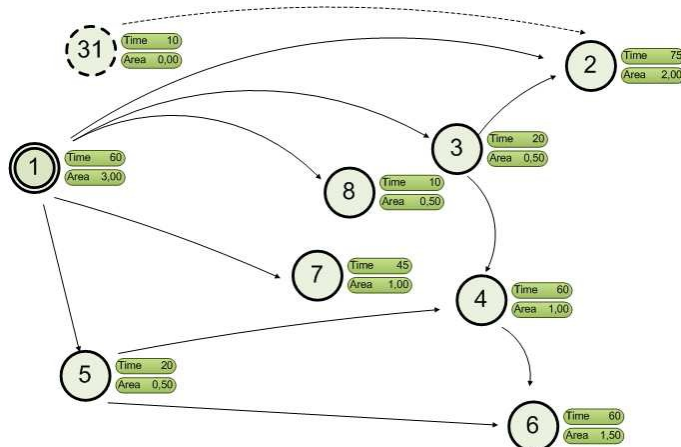 31
Time 10
Area 0,00
2
Time 75
Area 2,00
1
Time 60
Area 3,00
3
Time 20
Area 0,50
8
Time 10
Area 0,50
7
Time 45
Area 1,00
4
Time 60
Area 1,00
5
Time 20
Area 0,50
6
Time 60
Area 1,50